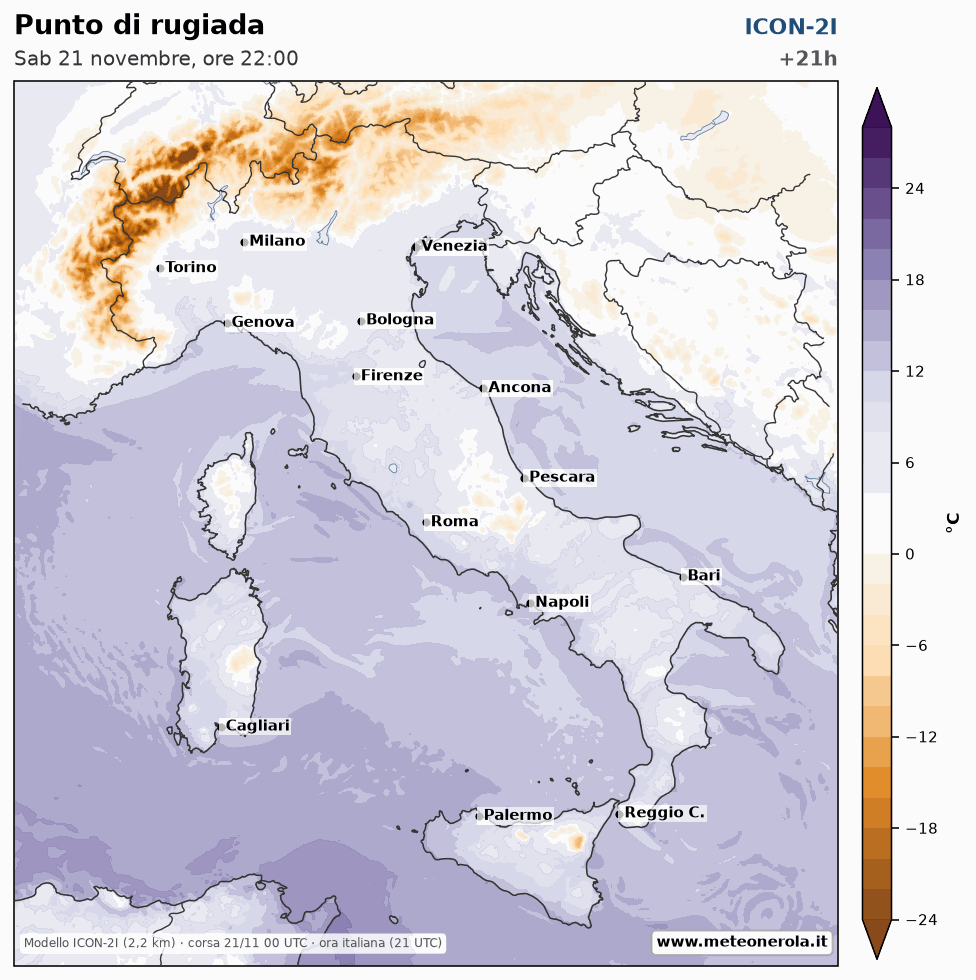 Punto di rugiada
ICON-2I
Sab 21 novembre, ore 22:00
+21h
Milano
Venezia
Torino
Genova
Bologna
Firenze
Ancona
Pescara
Roma
Bari
Napoli
Cagliari
Palermo
Reggio C.
24
18
12
6
0
−6
−12
−18
−24
°C
Modello ICON-2I (2,2 km) · corsa 21/11 00 UTC · ora italiana (21 UTC)
www.meteonerola.it